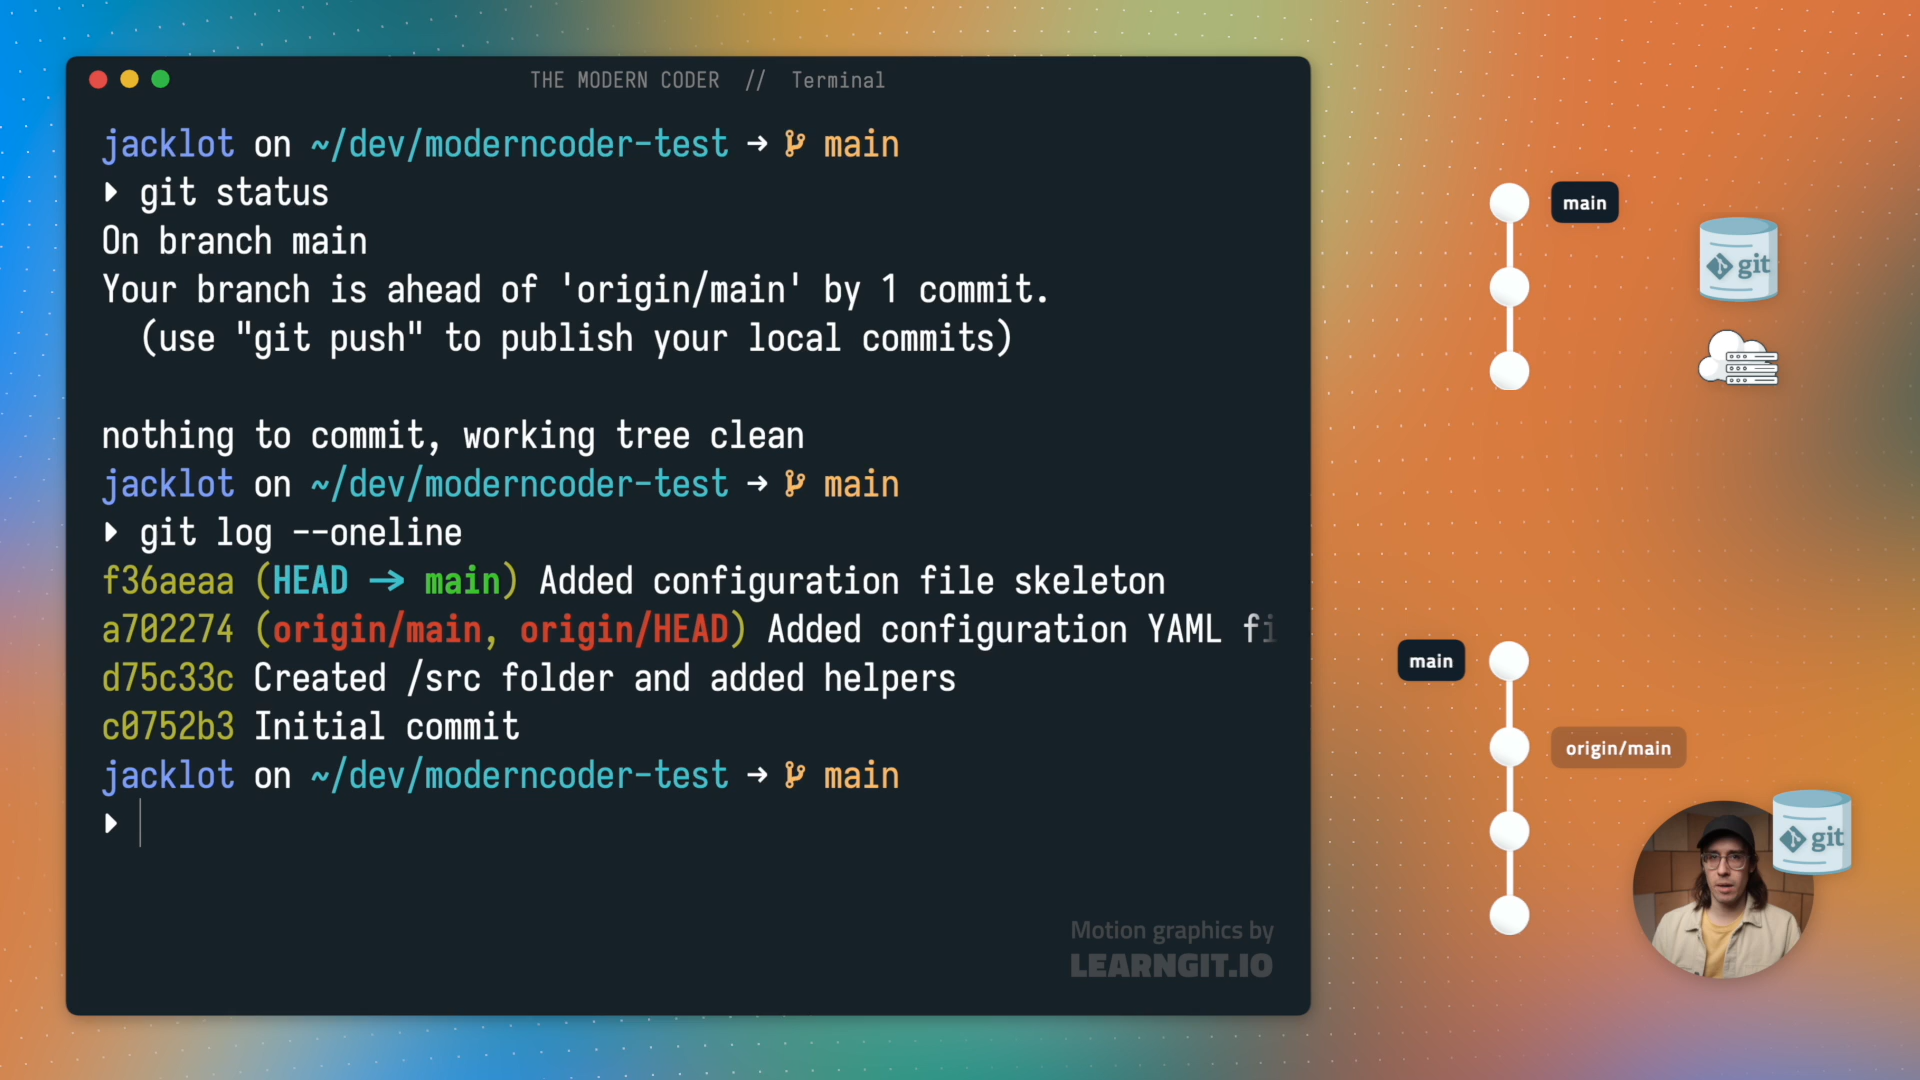 THE MODERN CODER // Terminal
jacklot on ~/dev/moderncoder-test → main
git status
On branch main
Your branch is ahead of 'origin/main' by 1 commit.
(use "git push" to publish your local commits)
nothing to commit, working tree clean
jacklot on ~/dev/moderncoder-test → main
git log --oneline
f36aeaa (HEAD → main) Added configuration file skeleton
a702274 (origin/main, origin/HEAD) Added configuration YAML fi
d75c33c Created /src folder and added helpers
c0752b3 Initial commit
jacklot on ~/dev/moderncoder-test → main
Motion graphics by
LEARNGIT.IO
main
git
main
origin/main
git